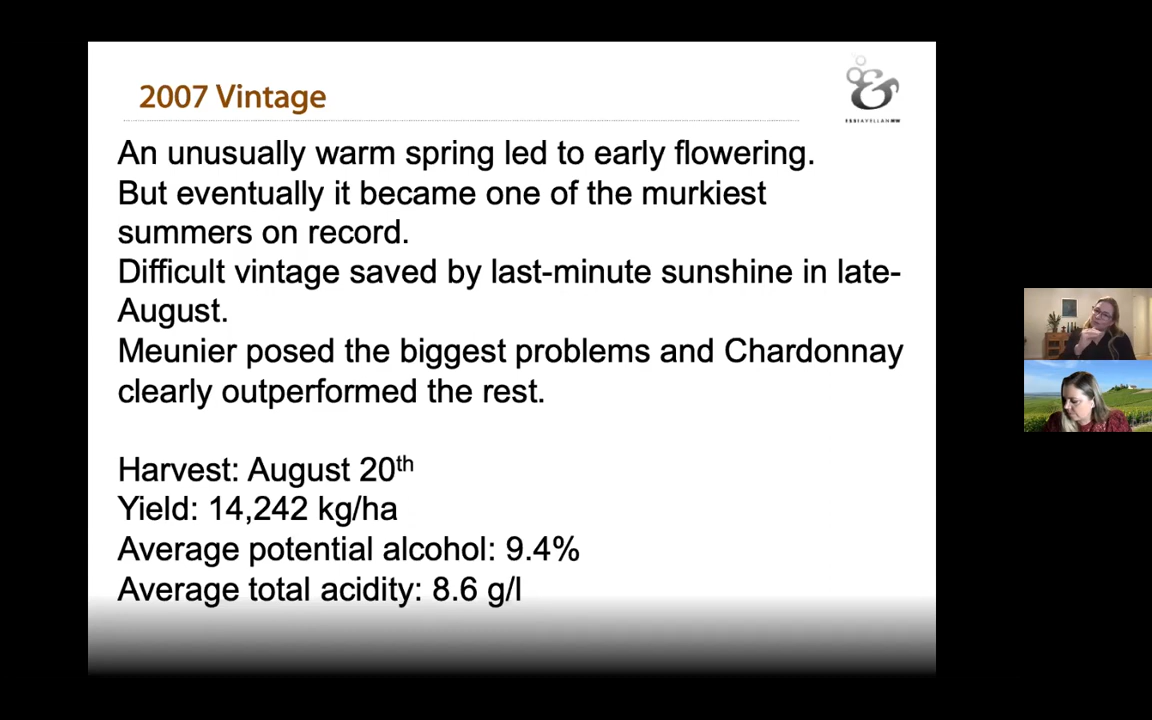 2007 Vintage
ESSIAVELLANMW
An unusually warm spring led to early flowering.
But eventually it became one of the murkiest
summers on record.
Difficult vintage saved by last-minute sunshine in late-
August.
Meunier posed the biggest problems and Chardonnay
clearly outperformed the rest.
Harvest: August 20th
Yield: 14,242 kg/ha
Average potential alcohol: 9.4%
Average total acidity: 8.6 g/l